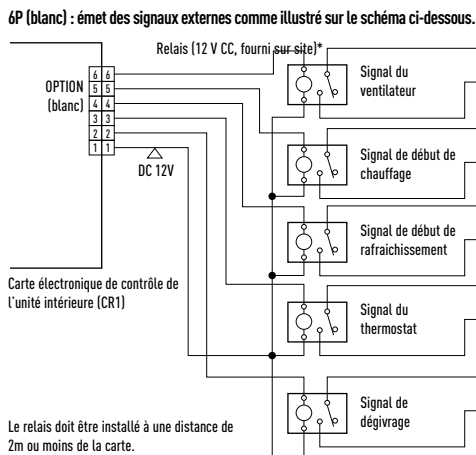 6P (blanc) : émet des signaux externes comme illustré sur le schéma ci-dessous.
Relais (12 V CC, fourni sur site)*
OPTION
(blanc)
6 6
5 5
4 4
3 3
2 2
1 1
DC 12V
Signal du
ventilateur
Signal de début de
chauffage
Signal de début de
rafraichissement
Signal du
thermostat
Signal de
dégivrage
Carte électronique de contrôle de
l'unité intérieure (CR1)
Le relais doit être installé à une distance de
2m ou moins de la carte.